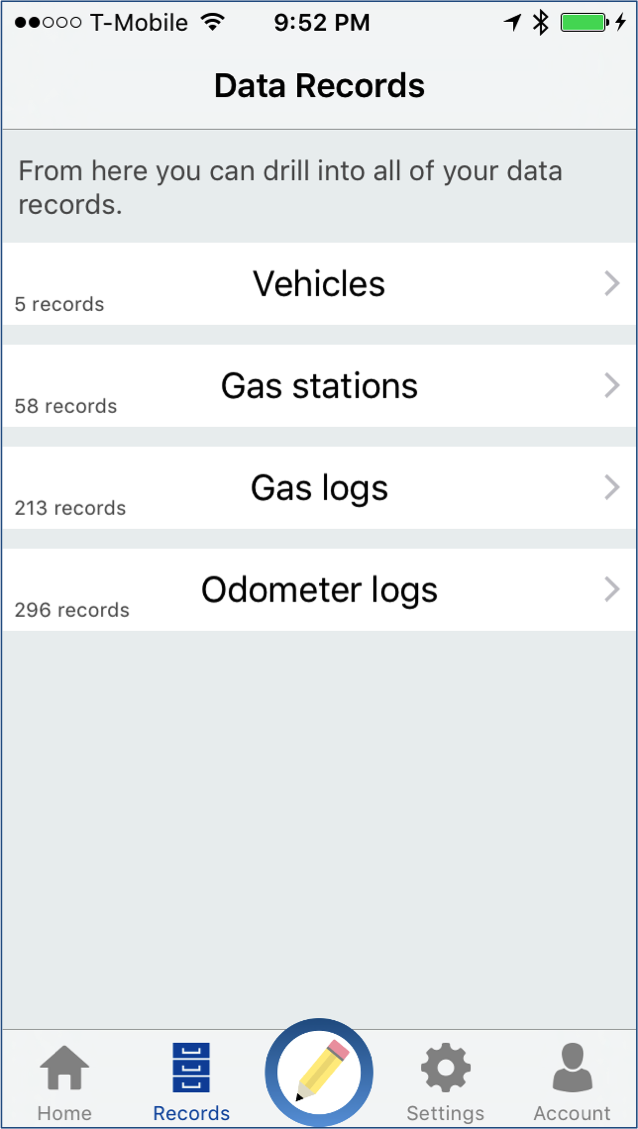 T-Mobile 9:52 PM
Data Records
From here you can drill into all of your data
records.
Vehicles
5 records
Gas stations
58 records
Gas logs
213 records
Odometer logs
296 records
Home Records Settings Account